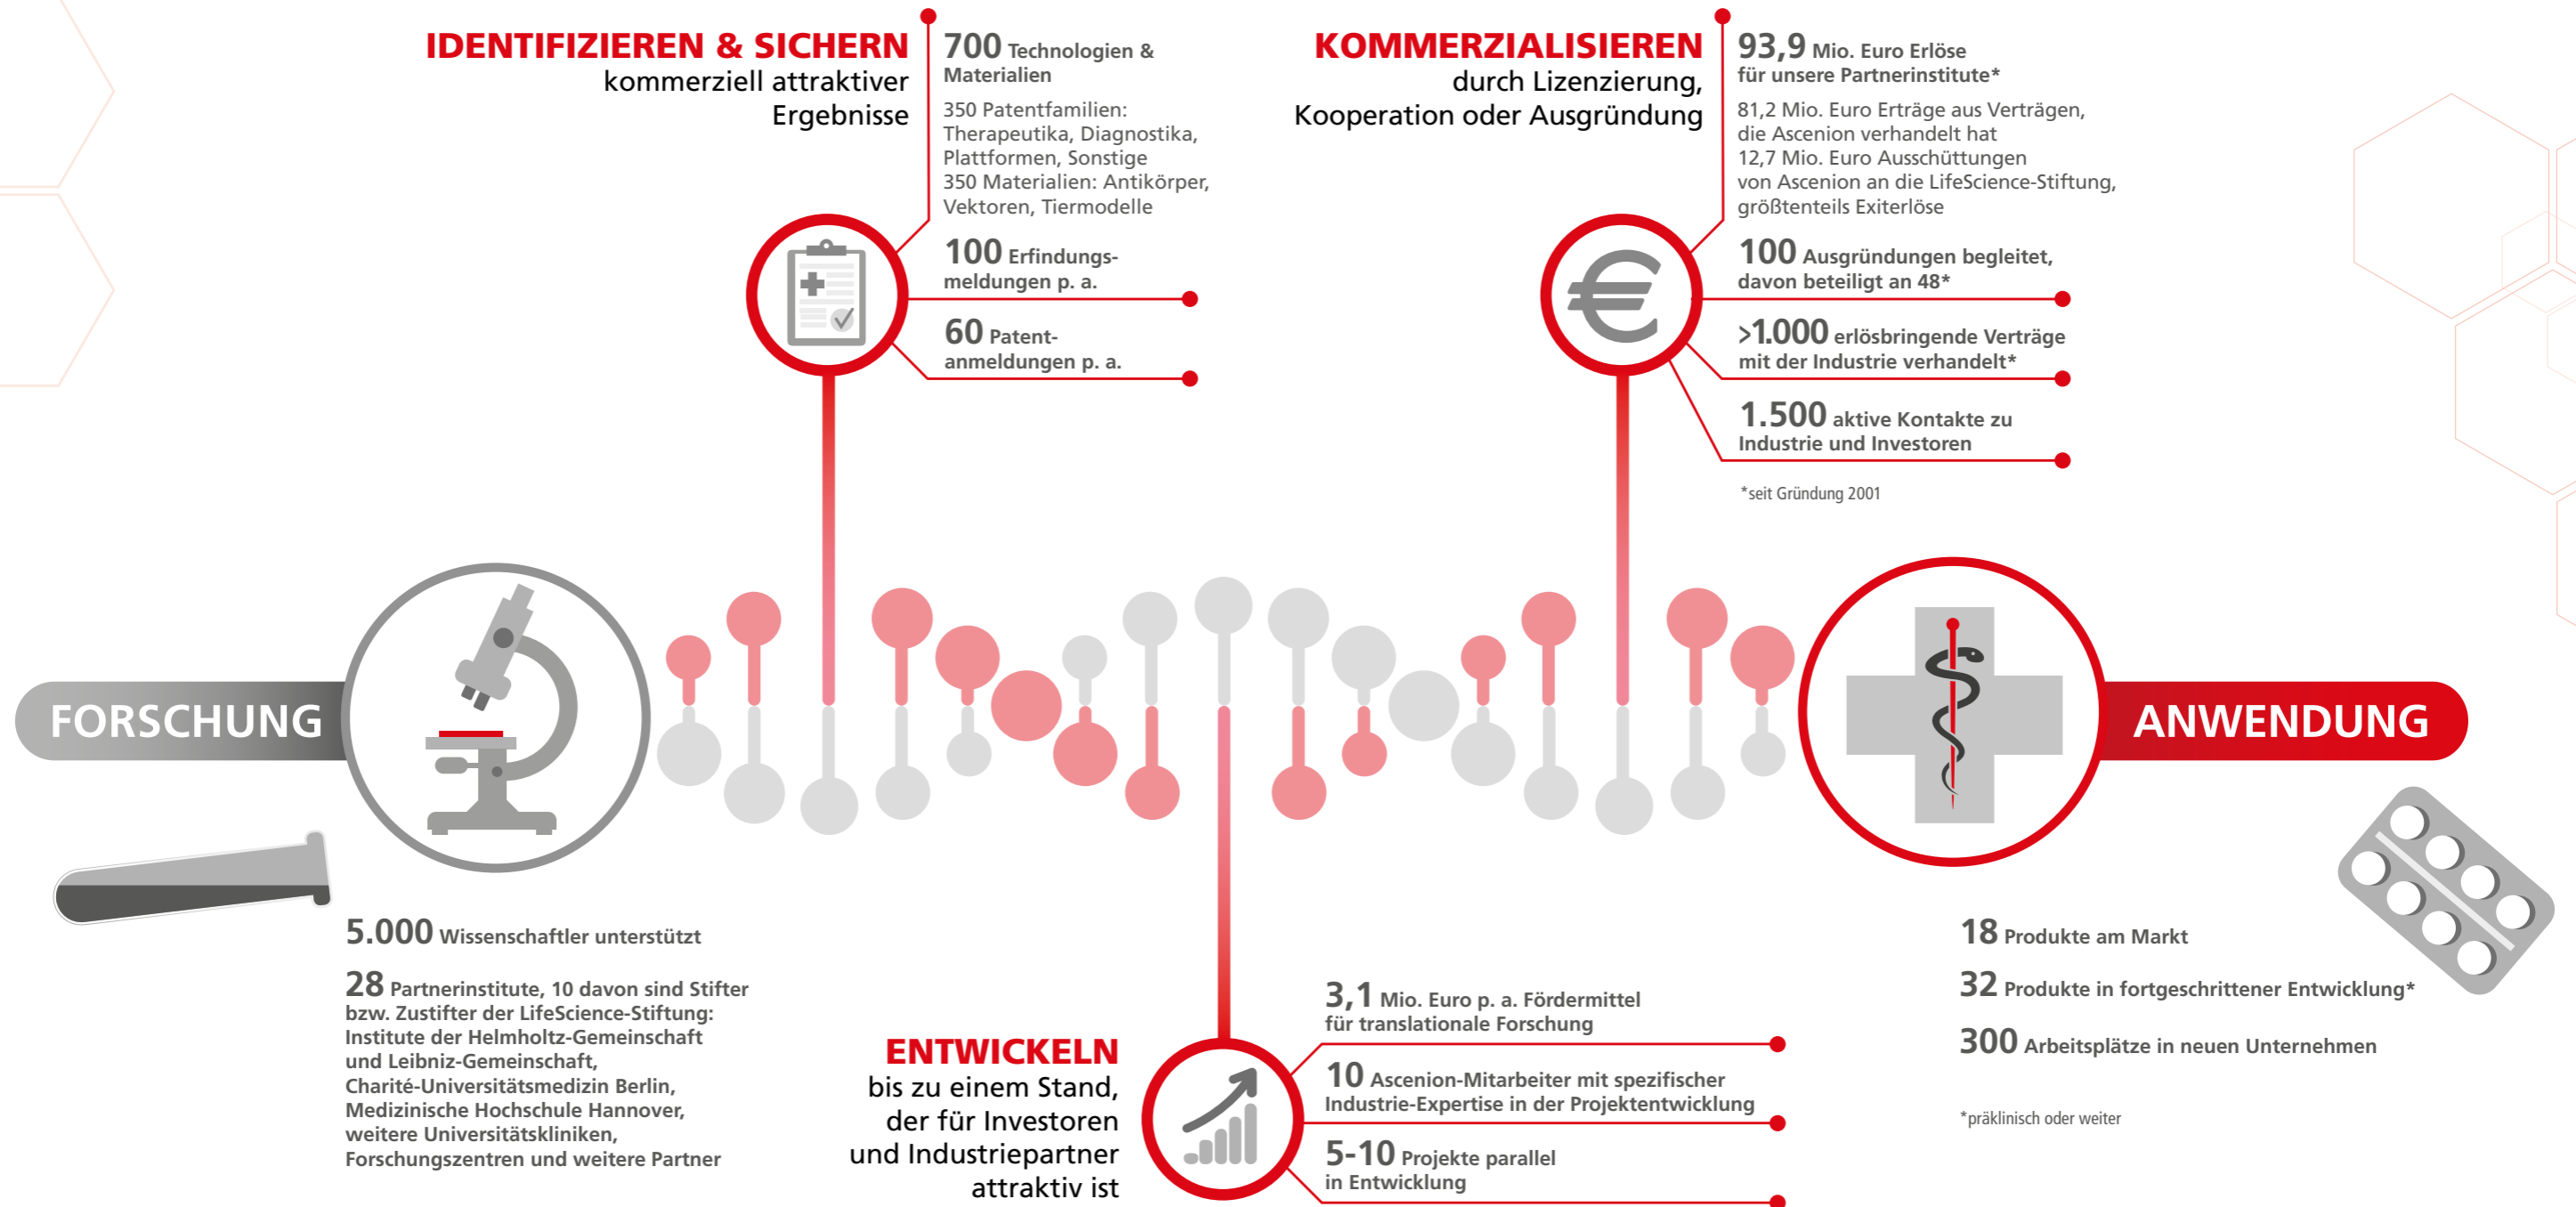 IDENTIFIZIEREN & SICHERN
kommerziell attraktiver
Ergebnisse
700 Technologien &
Materialien
350 Patentfamilien:
Therapeutika, Diagnostika,
Plattformen, Sonstige
350 Materialien: Antikörper,
Vektoren, Tiermodelle
100 Erfindungs-
meldungen p. a.
60 Patent-
anmeldungen p. a.
KOMMERZIALISIEREN
durch Lizenzierung,
Kooperation oder Ausgründung
93,9 Mio. Euro Erlöse
für unsere Partnerinstitute*
81,2 Mio. Euro Erträge aus Verträgen,
die Ascenion verhandelt hat
12,7 Mio. Euro Ausschüttungen
von Ascenion an die LifeScience-Stiftung,
größtenteils Exiterlöse
100 Ausgründungen begleitet,
davon beteiligt an 48*
>1.000 erlösbringende Verträge
mit der Industrie verhandelt*
1.500 aktive Kontakte zu
Industrie und Investoren
*seit Gründung 2001
FORSCHUNG
ANWENDUNG
5.000 Wissenschaftler unterstützt
28 Partnerinstitute, 10 davon sind Stifter
bzw. Zustifter der LifeScience-Stiftung:
Institute der Helmholtz-Gemeinschaft
und Leibniz-Gemeinschaft,
Charité-Universitätsmedizin Berlin,
Medizinische Hochschule Hannover,
weitere Universitätskliniken,
Forschungszentren und weitere Partner
ENTWICKELN
bis zu einem Stand,
der für Investoren
und Industriepartner
attraktiv ist
3,1 Mio. Euro p. a. Fördermittel
für translationale Forschung
10 Ascenion-Mitarbeiter mit spezifischer
Industrie-Expertise in der Projektentwicklung
5-10 Projekte parallel
in Entwicklung
18 Produkte am Markt
32 Produkte in fortgeschrittener Entwicklung*
300 Arbeitsplätze in neuen Unternehmen
*präklinisch oder weiter